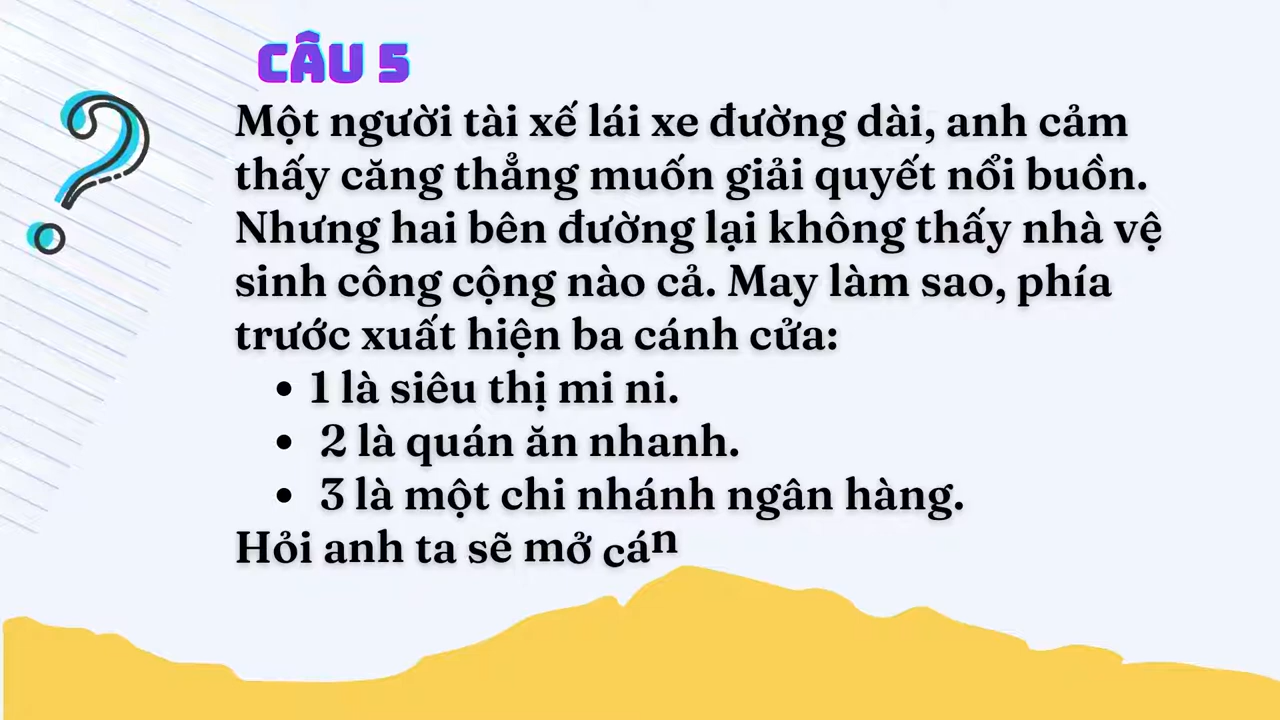 CÂU 5
Một người tài xế lái xe đường dài, anh cảm
thấy căng thẳng muốn giải quyết nổi buồn.
Nhưng hai bên đường lại không thấy nhà vệ
sinh công cộng nào cả. May làm sao, phía
trước xuất hiện ba cánh cửa:
• 1 là siêu thị mi ni.
• 2 là quán ăn nhanh.
• 3 là một chi nhánh ngân hàng.
Hỏi anh ta sẽ mở cán